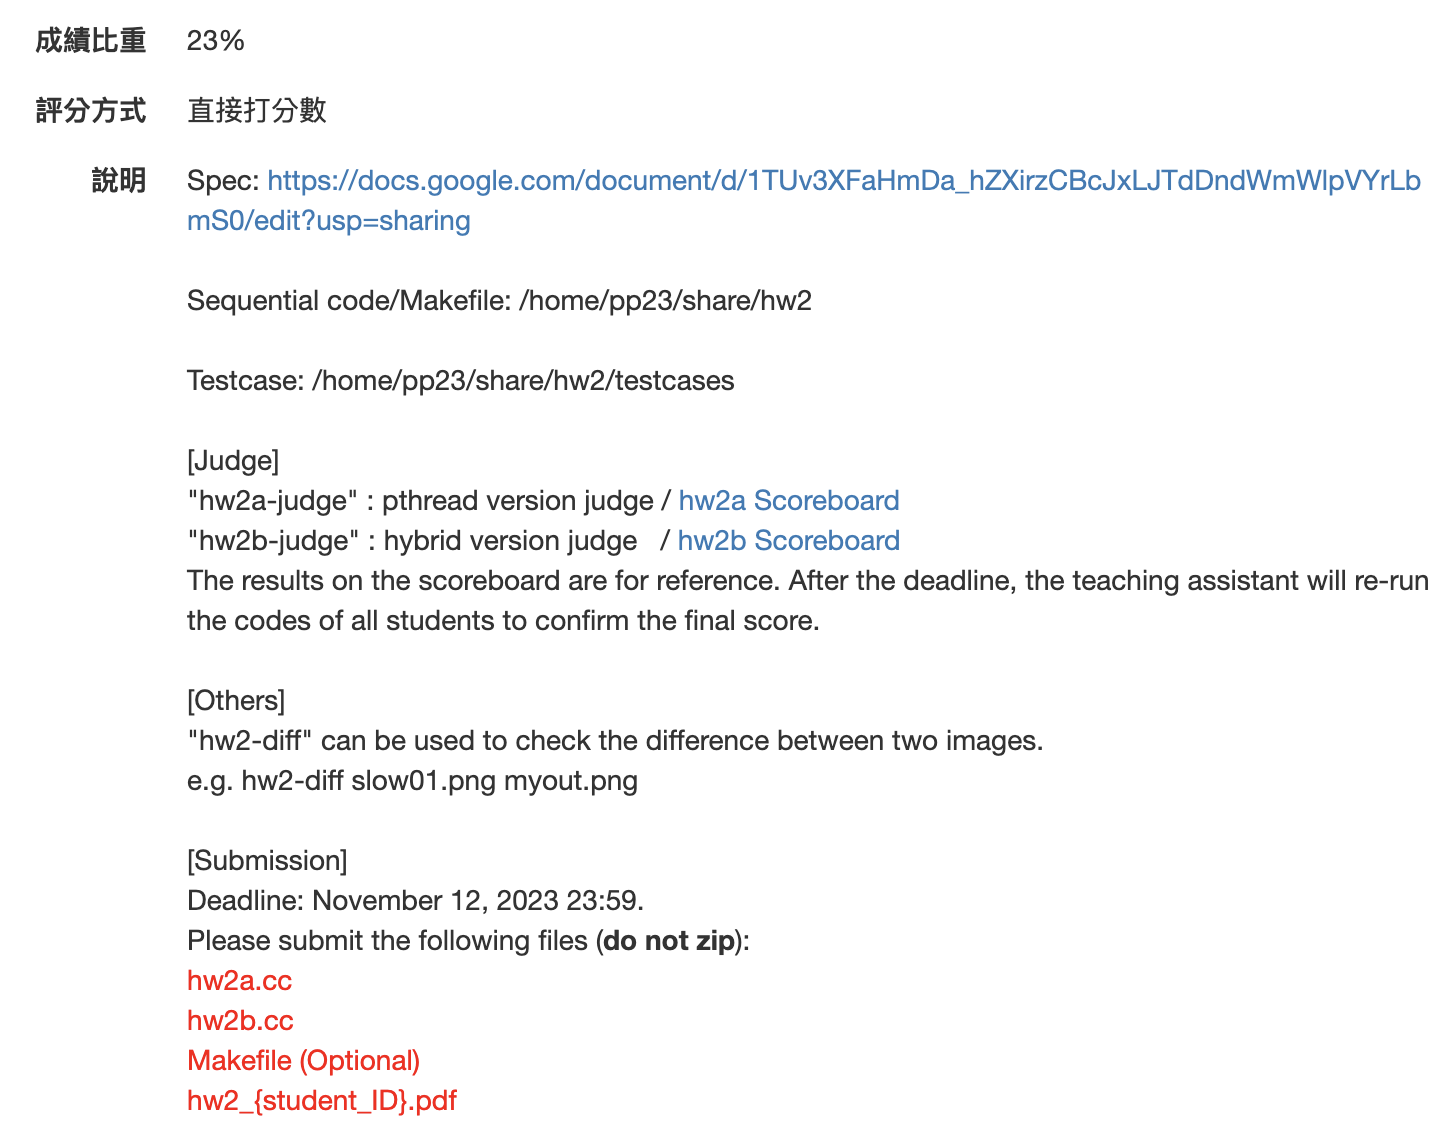 成績比重 23%
評分方式 直接打分數
說明 Spec: https://docs.google.com/document/d/1TUv3XFaHmDa_hZXirzCBcJxLJTdDndWmWlpVYrLb
mS0/edit?usp=sharing
Sequential code/Makefile: /home/pp23/share/hw2
Testcase: /home/pp23/share/hw2/testcases
[Judge]
"hw2a-judge" : pthread version judge / hw2a Scoreboard
"hw2b-judge" : hybrid version judge / hw2b Scoreboard
The results on the scoreboard are for reference. After the deadline, the teaching assistant will re-run
the codes of all students to confirm the final score.
[Others]
"hw2-diff" can be used to check the difference between two images.
e.g. hw2-diff slow01.png myout.png
[Submission]
Deadline: November 12, 2023 23:59.
Please submit the following files (do not zip):
hw2a.cc
hw2b.cc
Makefile (Optional)
hw2_{student_ID}.pdf